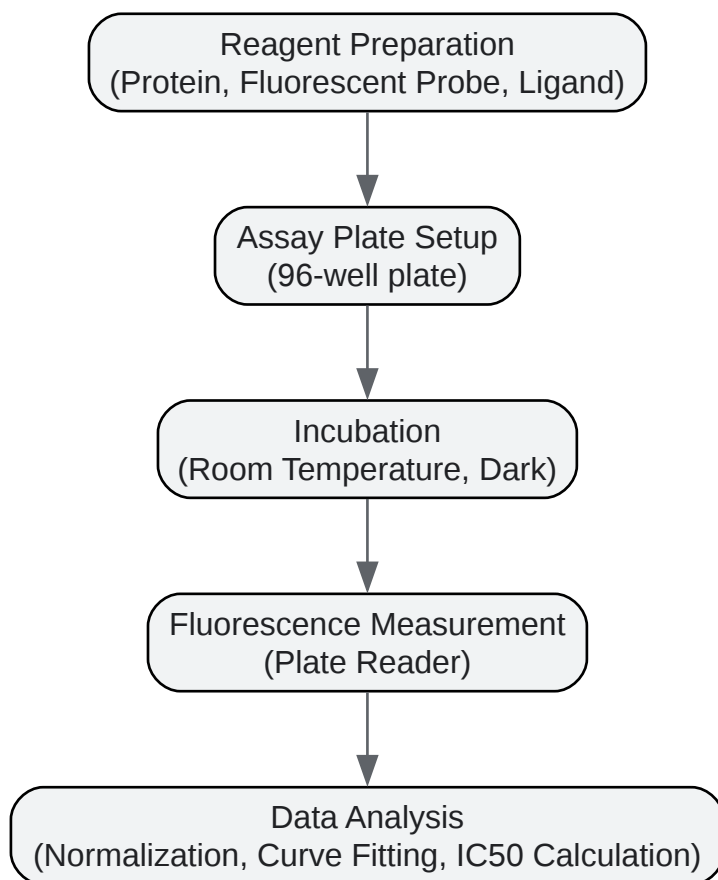 Reagent Preparation
(Protein, Fluorescent Probe, Ligand)
Assay Plate Setup
(96-well plate)
Incubation
(Room Temperature, Dark)
Fluorescence Measurement
(Plate Reader)
Data Analysis
(Normalization, Curve Fitting, IC50 Calculation)